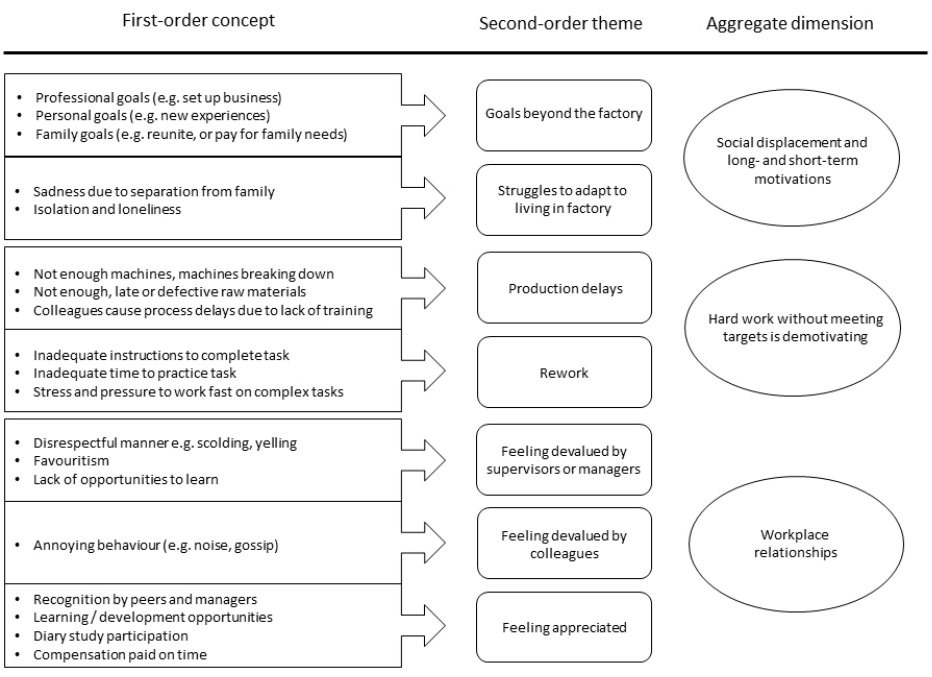 First-order concept
Second-order theme
Aggregate dimension
• Professional goals (e.g. set up business)
• Personal goals (e.g. new experiences)
• Family goals (e.g. reunite, or pay for family needs)
Goals beyond the factory
• Sadness due to separation from family
• Isolation and loneliness
Struggles to adapt to
living in factory
Social displacement and
long- and short-term
motivations
• Not enough machines, machines breaking down
• Not enough, late or defective raw materials
• Colleagues cause process delays due to lack of training
Production delays
• Inadequate instructions to complete task
• Inadequate time to practice task
• Stress and pressure to work fast on complex tasks
Rework
Hard work without meeting
targets is demotivating
• Disrespectful manner e.g. scolding, yelling
• Favouritism
• Lack of opportunities to learn
Feeling devalued by
supervisors or managers
• Annoying behaviour (e.g. noise, gossip)
Feeling devalued by
colleagues
• Recognition by peers and managers
• Learning / development opportunities
• Diary study participation
• Compensation paid on time
Feeling appreciated
Workplace
relationships